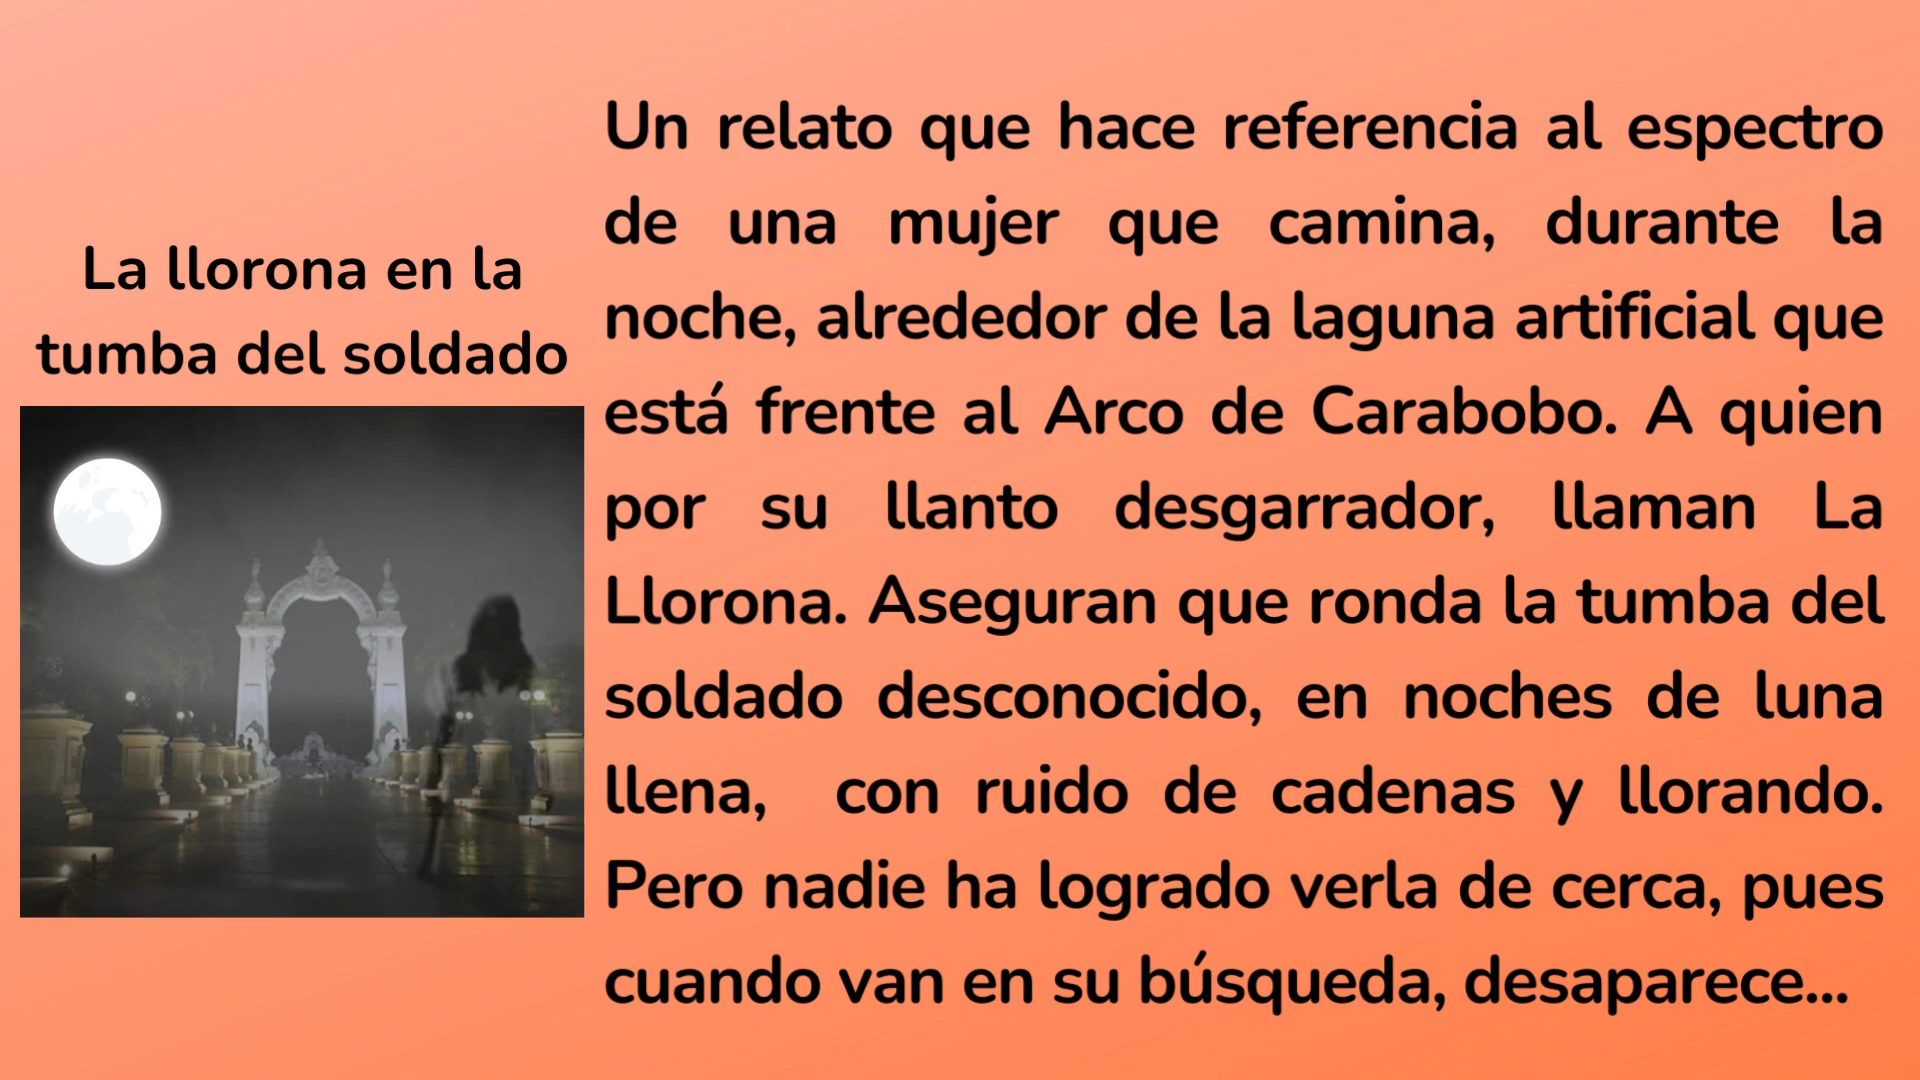 La llorona en la
tumba del soldado
Un relato que hace referencia al espectro
de una mujer que camina, durante la
noche, alrededor de la laguna artificial que
está frente al Arco de Carabobo. A quien
por su llanto desgarrador, llaman La
Llorona. Aseguran que ronda la tumba del
soldado desconocido, en noches de luna
llena, con ruido de cadenas y llorando.
Pero nadie ha logrado verla de cerca, pues
cuando van en su búsqueda, desaparece...